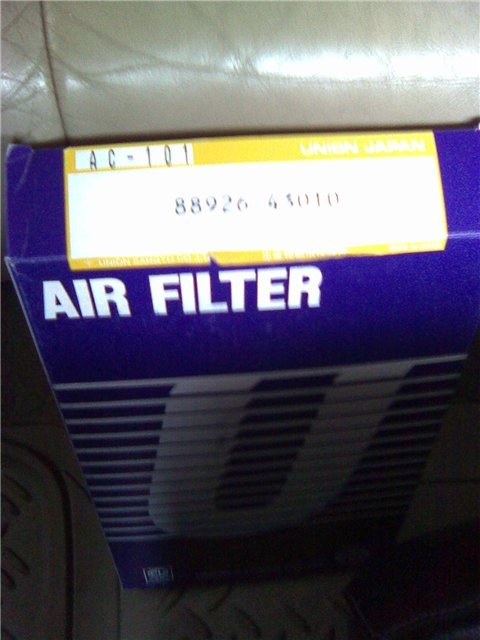 AC-101 UNION JAPAN
88926 43010
AIR FILTER
U